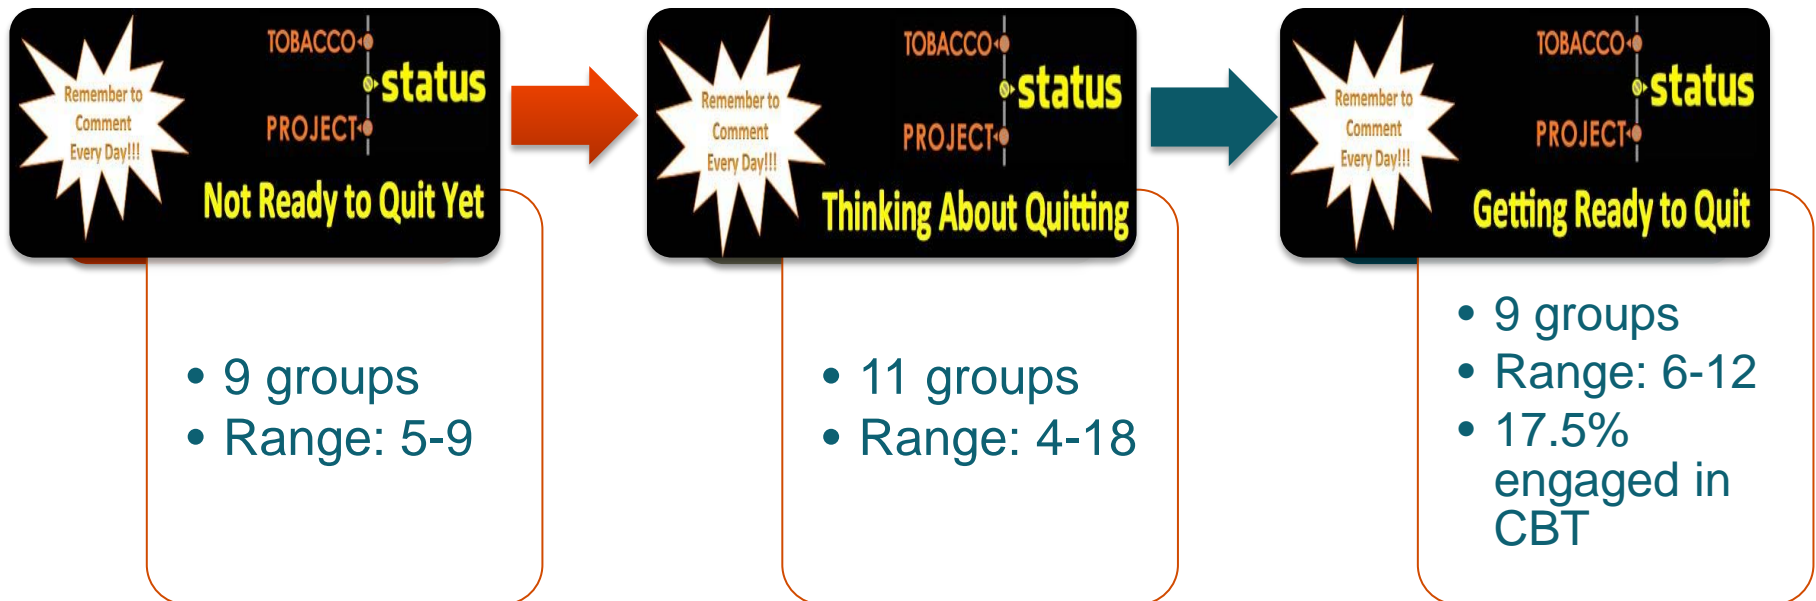 Remember to
Comment
Every Day!!!
TOBACCO
status
PROJECT
Not Ready to Quit Yet
• 9 groups
• Range: 5-9
Remember to
Comment
Every Day!!!
TOBACCO
status
PROJECT
Thinking About Quitting
• 11 groups
• Range: 4-18
Remember to
Comment
Every Day!!!
TOBACCO
status
PROJECT
Getting Ready to Quit
• 9 groups
• Range: 6-12
• 17.5%
engaged in
CBT